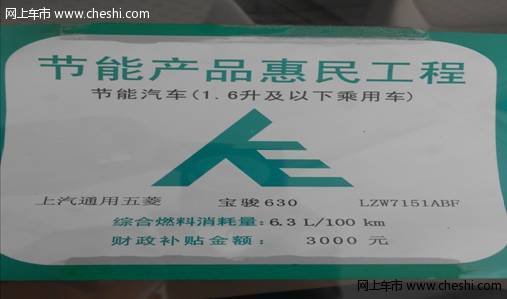 网上车市 www.cheshi.com
节能产品惠民工程
节能汽车(1.6升及以下乘用车)
上汽通用五菱 宝骏630 LZW7151ABF
综合燃料消耗量: 6.3 L/100 km
财政补贴金额: 3000 元
网上车市
www.cheshi.com